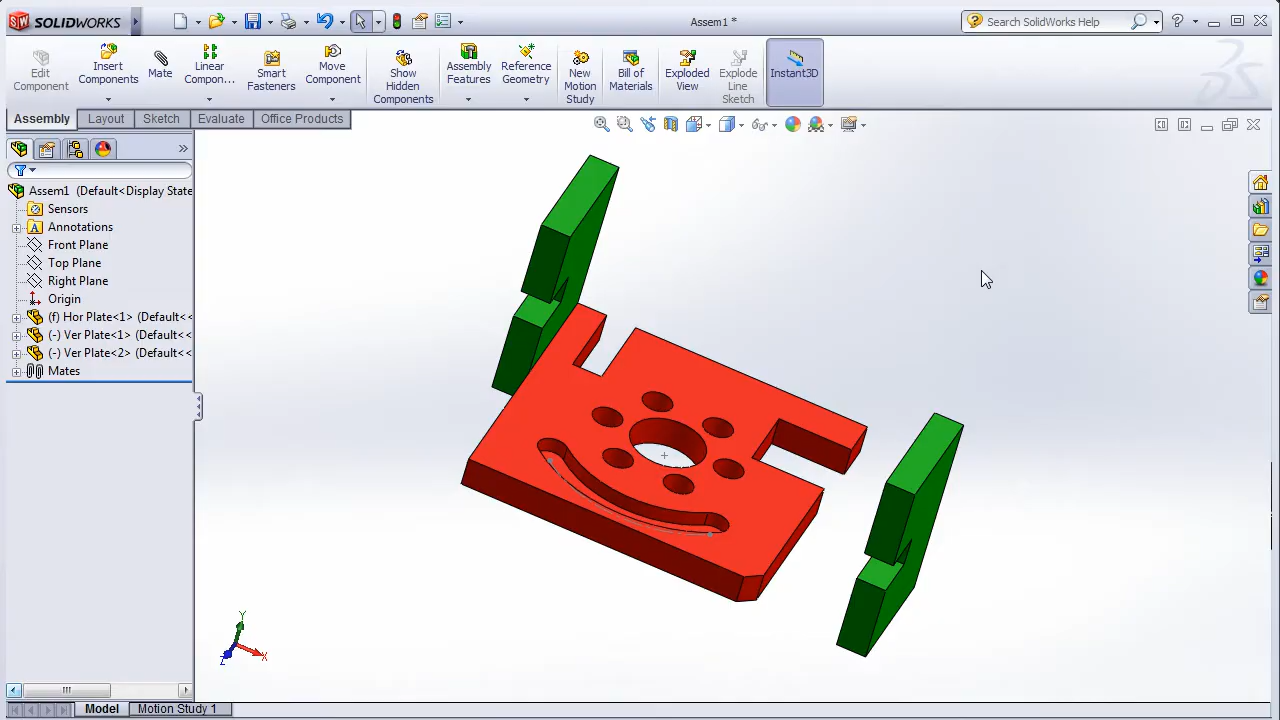 SOLIDWORKS
Assem1 *
Search SolidWorks Help
Edit Component
Insert Components
Mate
Linear Compon...
Smart Fasteners
Move Component
Show Hidden Components
Assembly Features
Reference Geometry
New Motion Study
Bill of Materials
Exploded View
Explode Line Sketch
Instant3D
Assembly
Layout
Sketch
Evaluate
Office Products
Assem1 (Default<Display State
Sensors
Annotations
Front Plane
Top Plane
Right Plane
Origin
(f) Hor Plate<1> (Default<<
(-) Ver Plate<1> (Default<<
(-) Ver Plate<2> (Default<<
Mates
Y
X
Z
Model
Motion Study 1